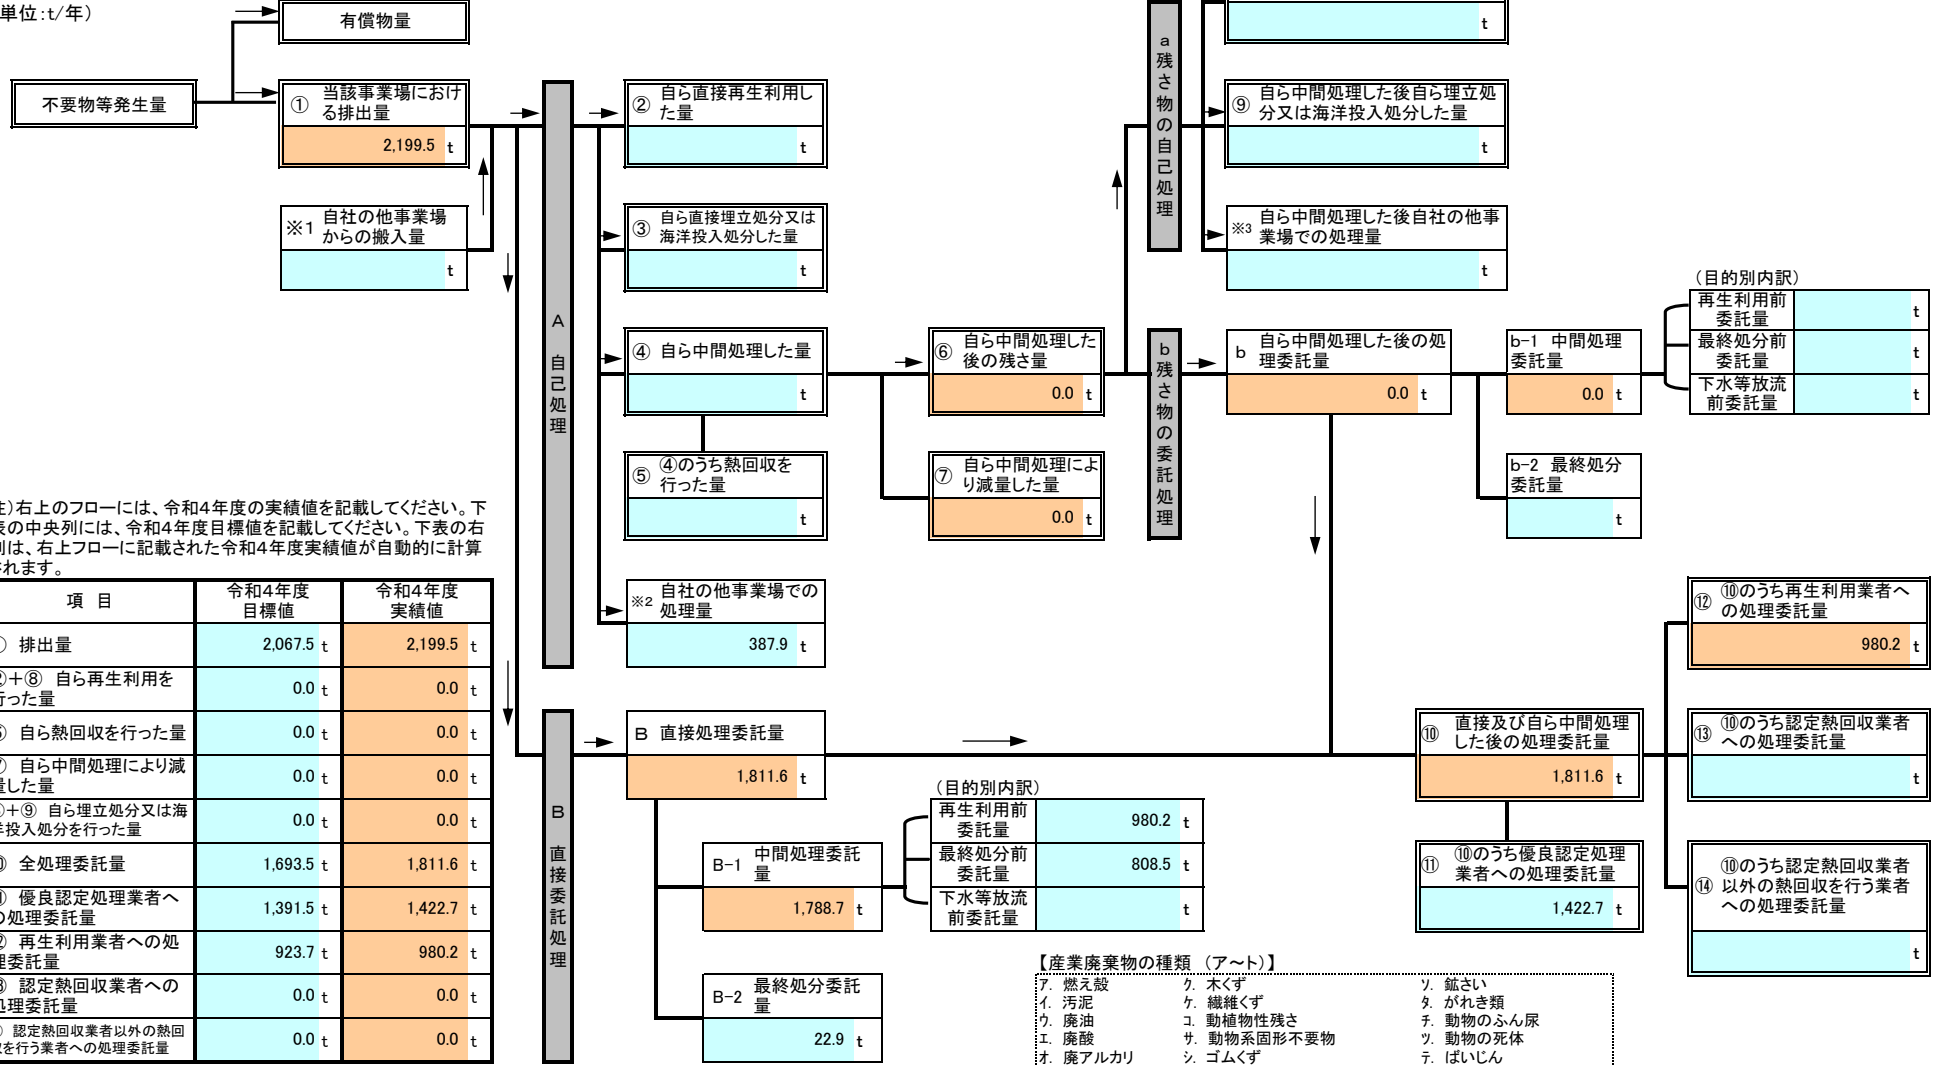 単位:t/年）
有償物量
不要物等発生量
① 当該事業場におけ
る排出量
2,199.5 t
※1 自社の他事業場
からの搬入量
t
A 自己処理
② 自ら直接再生利用し
た量
t
③ 自ら直接埋立処分又は
海洋投入処分した量
t
④ 自ら中間処理した量
t
⑤ ④のうち熱回収を
行った量
t
※2 自社の他事業場での
処理量
387.9 t
⑥ 自ら中間処理した
後の残さ量
0.0 t
⑦ 自ら中間処理によ
り減量した量
0.0 t
a 残さ物の自己処理
t
⑨ 自ら中間処理した後自ら埋立処
分又は海洋投入処分した量
t
※3 自ら中間処理した後自社の他事
業場での処理量
t
b 残さ物の委託処理
b 自ら中間処理した後の処
理委託量
0.0 t
b-1 中間処理
委託量
0.0 t
（目的別内訳）
再生利用前
委託量
t
最終処分前
委託量
t
下水等放流
前委託量
t
b-2 最終処分
委託量
t
注）右上のフローには、令和4年度の実績値を記載してください。下
表の中央列には、令和4年度目標値を記載してください。下表の右
列は、右上フローに記載された令和4年度実績値が自動的に計算
されます。
項 目
令和4年度
目標値
令和4年度
実績値
① 排出量 2,067.5 t 2,199.5 t
②＋⑧ 自ら再生利用を
行った量 0.0 t 0.0 t
⑤ 自ら熱回収を行った量 0.0 t 0.0 t
⑦ 自ら中間処理により減
量した量 0.0 t 0.0 t
③＋⑨ 自ら埋立処分又は海
洋投入処分を行った量 0.0 t 0.0 t
⑩ 全処理委託量 1,693.5 t 1,811.6 t
⑪ 優良認定処理業者へ
の処理委託量 1,391.5 t 1,422.7 t
⑫ 再生利用業者への処
理委託量 923.7 t 980.2 t
⑬ 認定熱回収業者への
処理委託量 0.0 t 0.0 t
⑭ 認定熱回収業者以外の熱回
収を行う業者への処理委託量 0.0 t 0.0 t
B 直接委託処理
B 直接処理委託量
1,811.6 t
B-1 中間処理委託
量
1,788.7 t
B-2 最終処分委託
量
22.9 t
（目的別内訳）
再生利用前
委託量
980.2 t
最終処分前
委託量
808.5 t
下水等放流
前委託量
t
⑩ 直接及び自ら中間処理
した後の処理委託量
1,811.6 t
⑪ ⑩のうち優良認定処理
業者への処理委託量
1,422.7 t
⑫ ⑩のうち再生利用業者へ
の処理委託量
980.2 t
⑬ ⑩のうち認定熱回収業者
への処理委託量
t
⑭ ⑩のうち認定熱回収業者
以外の熱回収を行う業者
への処理委託量
t
【産業廃棄物の種類 （ア～ト）】
ア. 燃え殻 ク. 木くず ソ. 鉱さい
イ. 汚泥 ケ. 繊維くず タ. がれき類
ウ. 廃油 コ. 動植物性残さ チ. 動物のふん尿
エ. 廃酸 サ. 動物系固形不要物 ツ. 動物の死体
オ. 廃アルカリ シ. ゴムくず テ. ばいじん